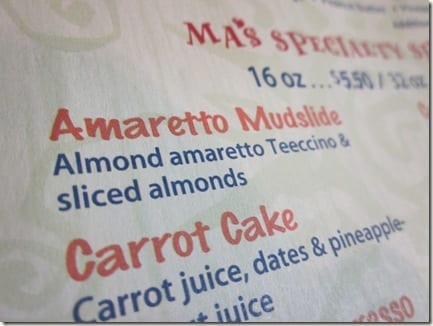 MA'S SPECIALTY
16 oz ... $5.50 / 32 oz.
Amaretto Mudslide
Almond amaretto Teeccino &
sliced almonds
Carrot Cake
Carrot juice, dates & pineapple-
juice